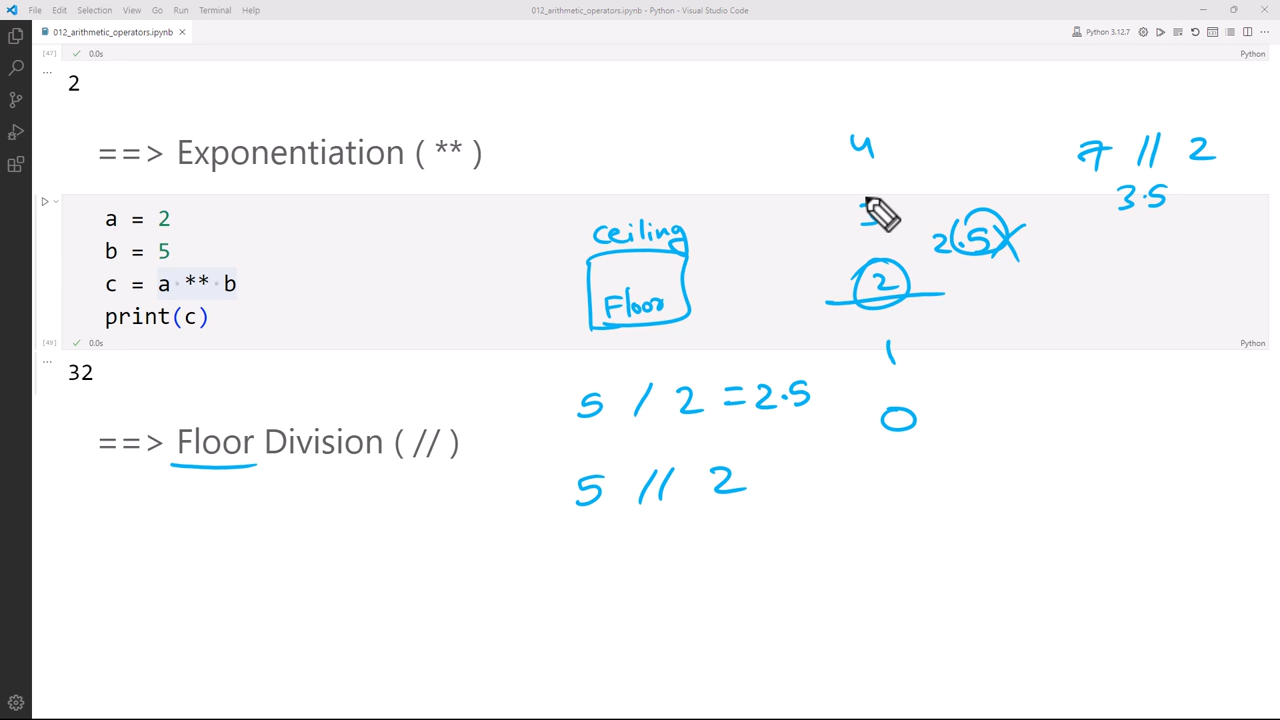 File Edit Selection View Go Run Terminal Help
012_arithmetic_operators.ipynb - Python - Visual Studio Code
012_arithmetic_operators.ipynb
Python 3.12.7
[47] 0.0s Python
2
==> Exponentiation ( ** )
a = 2
b = 5
c = a ** b
print(c)
[49] 0.0s Python
32
==> Floor Division ( // )
ceiling
Floor
5 / 2 = 2.5
5 // 2
4
2
1
0
2(.5)
7 // 2
3.5